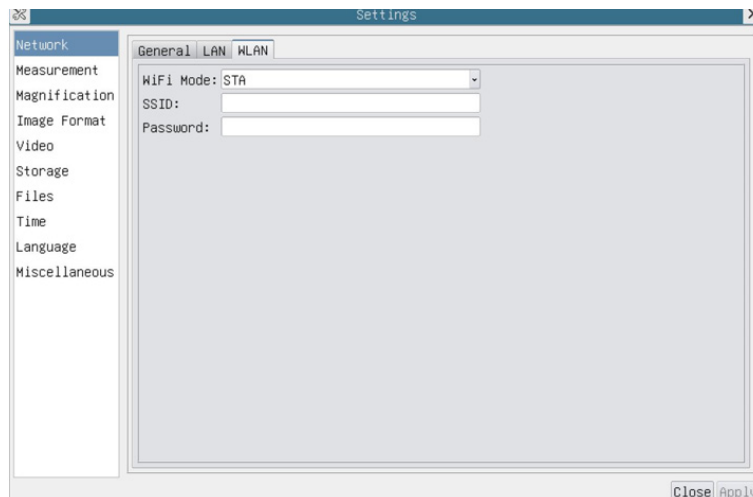 Settings
Network
Measurement
Magnification
Image Format
Video
Storage
Files
Time
Language
Miscellaneous
General LAN WLAN
WiFi Mode: STA
SSID:
Password:
Close Apply